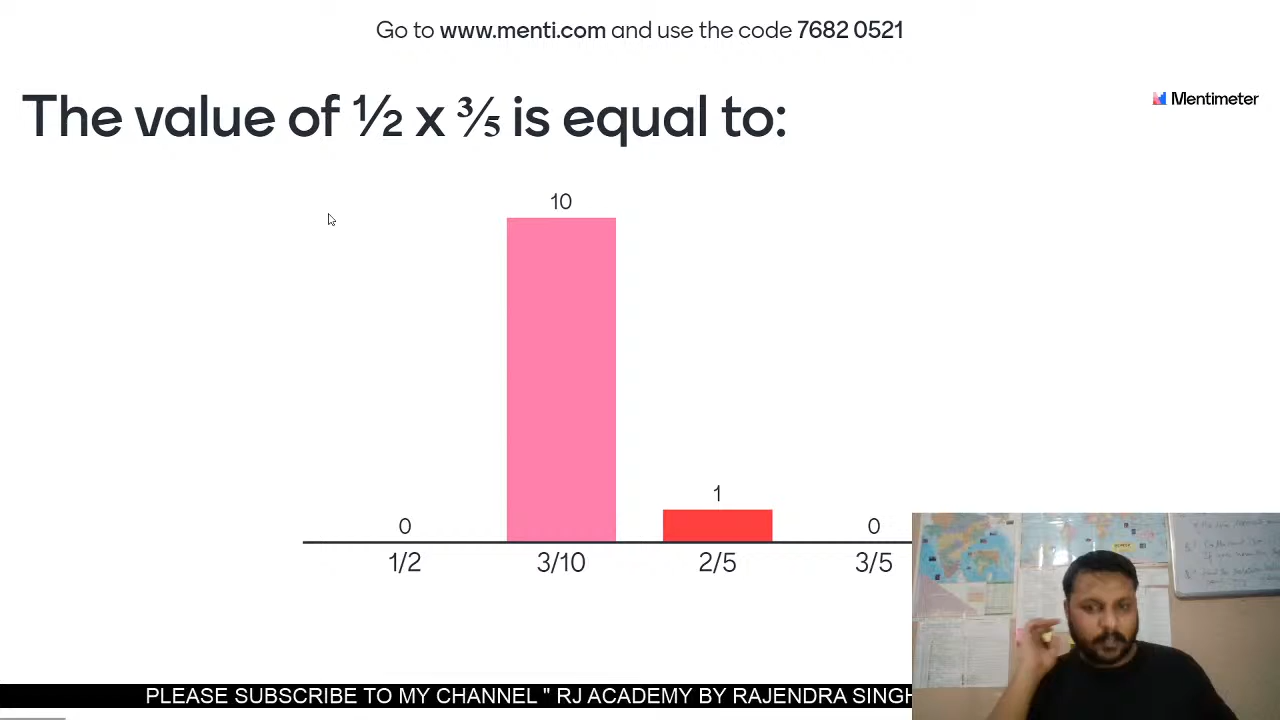 Go to www.menti.com and use the code 7682 0521
The value of ½ x ⅗ is equal to:
Mentimeter
10
1
0
0
1/2
3/10
2/5
3/5
PLEASE SUBSCRIBE TO MY CHANNEL " RJ ACADEMY BY RAJENDRA SINGH